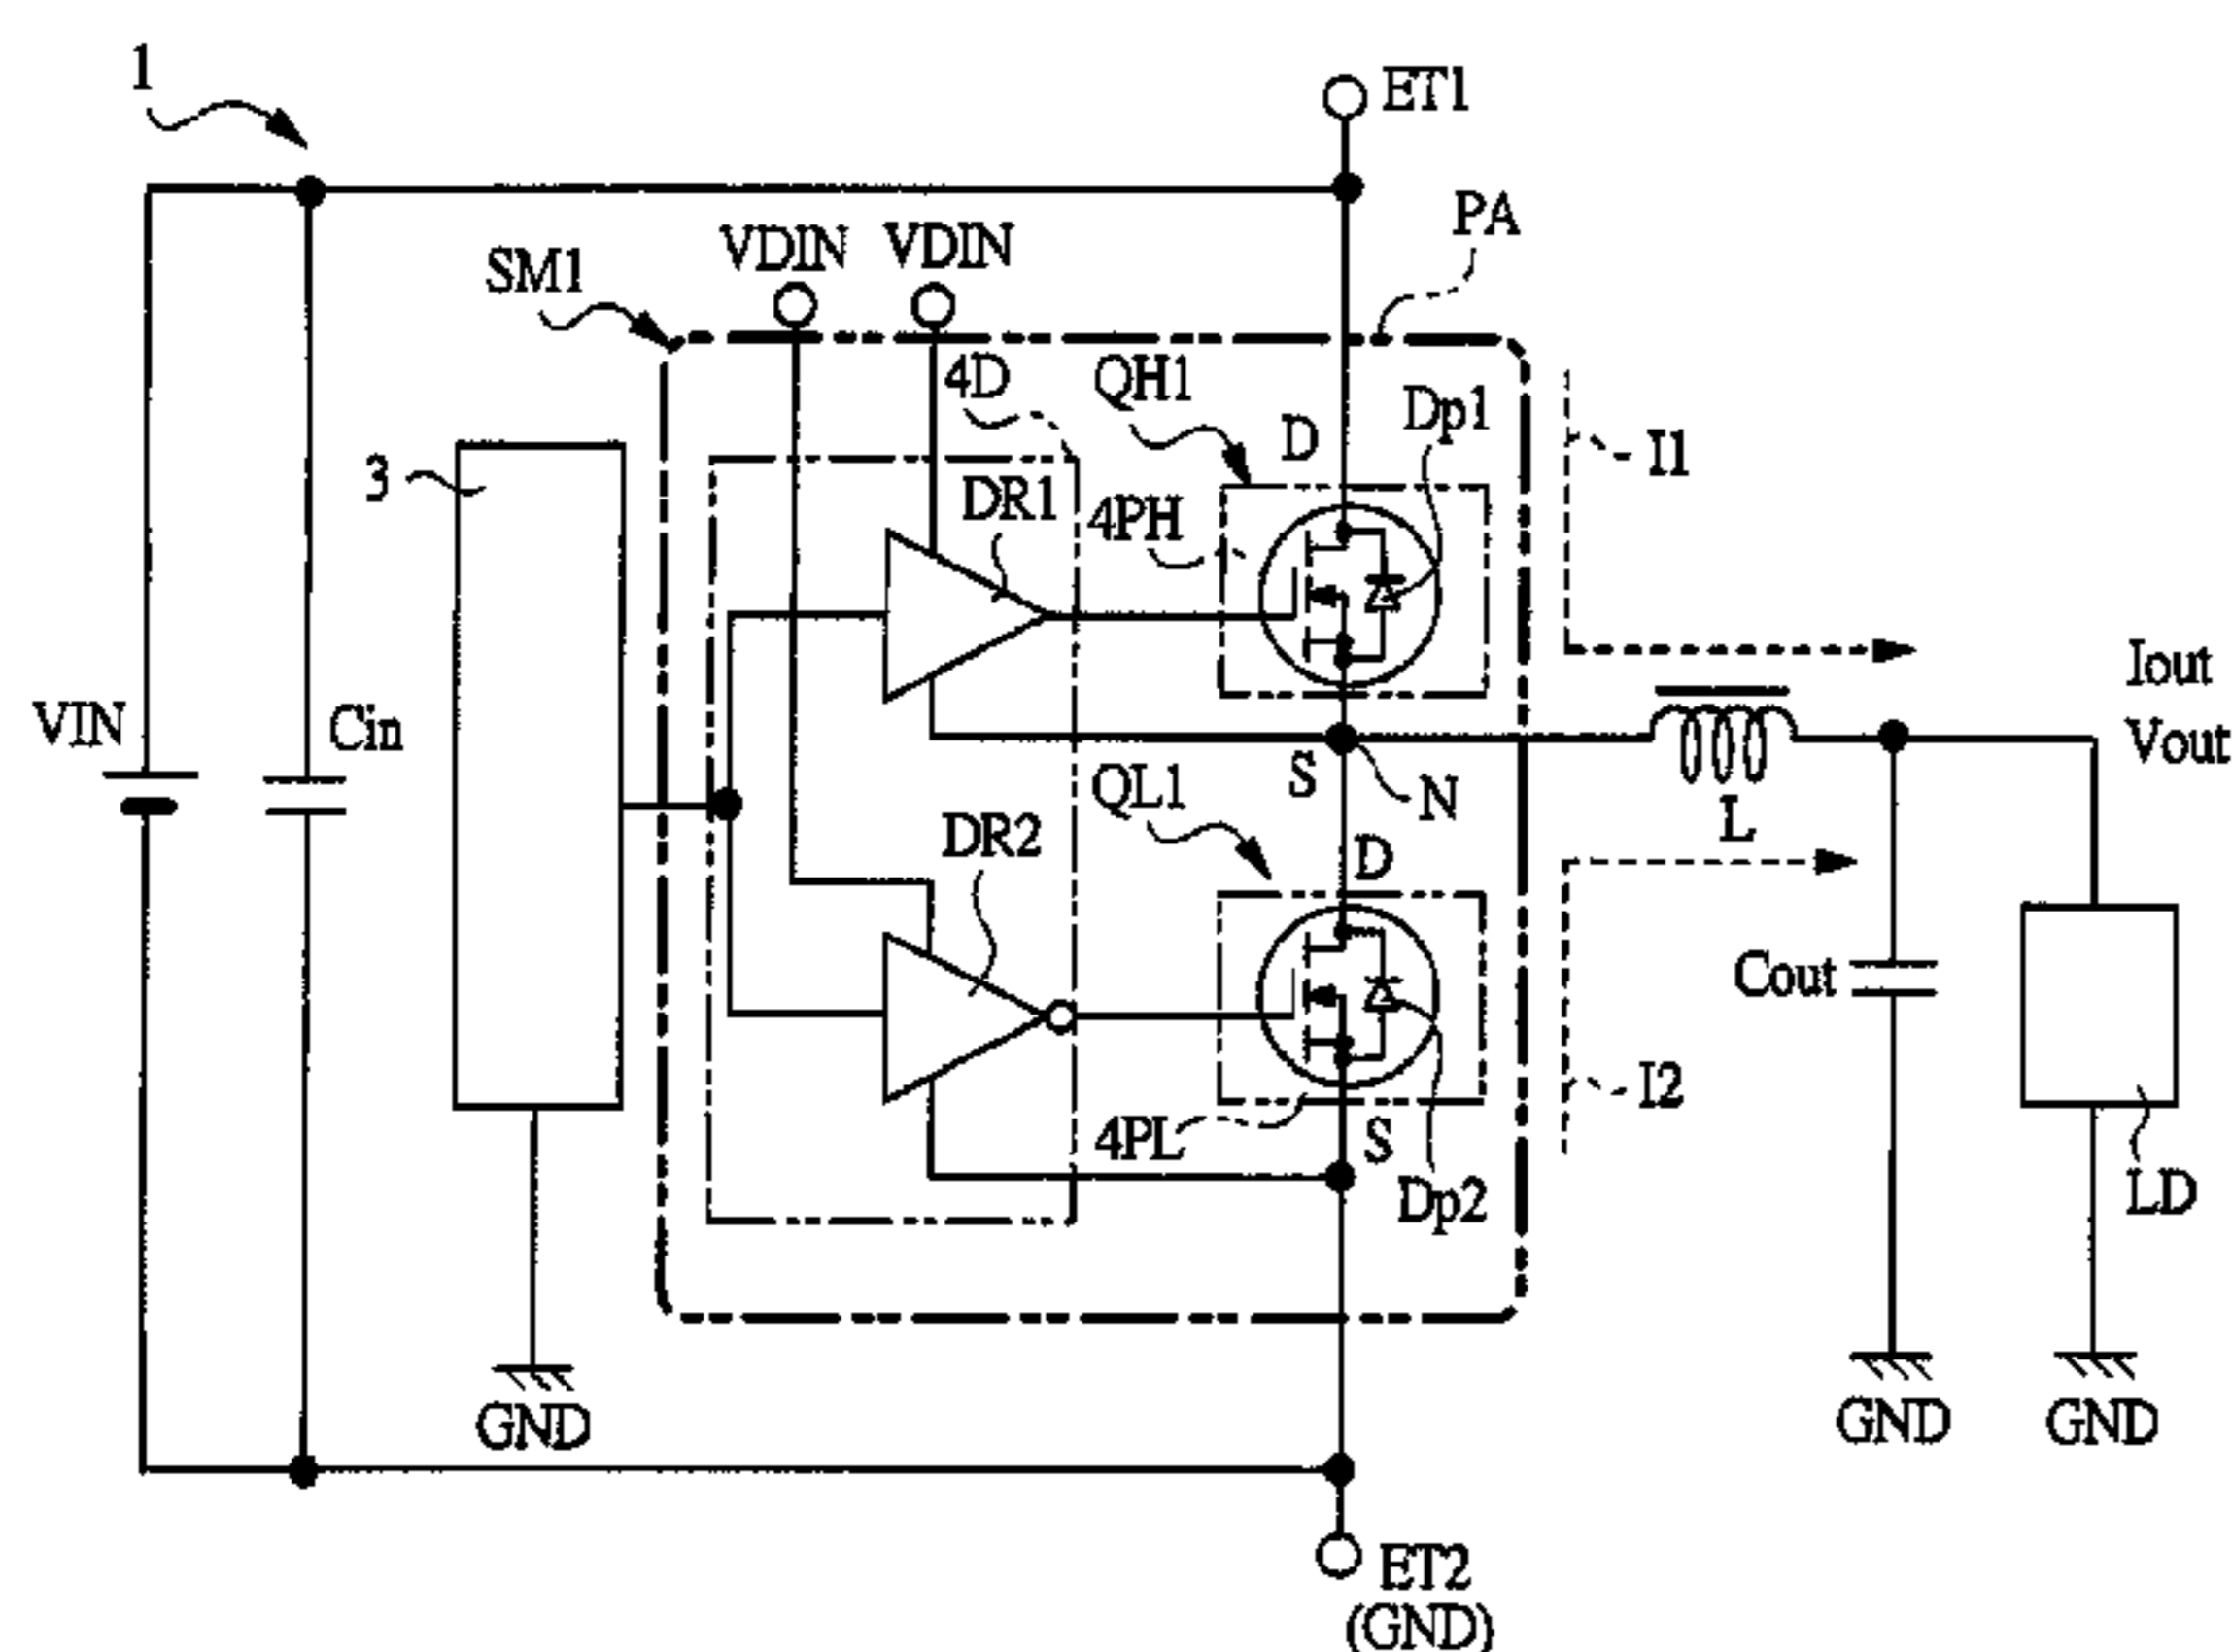 1
ET1
PA
VDIN
VDIN
SM1
4D
QH1
Dp1
D
I1
3
DR1
4PH
Iout
Vout
VIN
Cin
S
N
QL1
L
DR2
D
Cout
I2
4PL
S
Dp2
LD
GND
GND
GND
ET2
(GND)